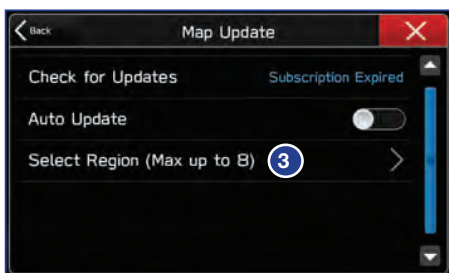 Back
Map Update
Check for Updates
Subscription Expired
Auto Update
Select Region (Max up to 8)
3